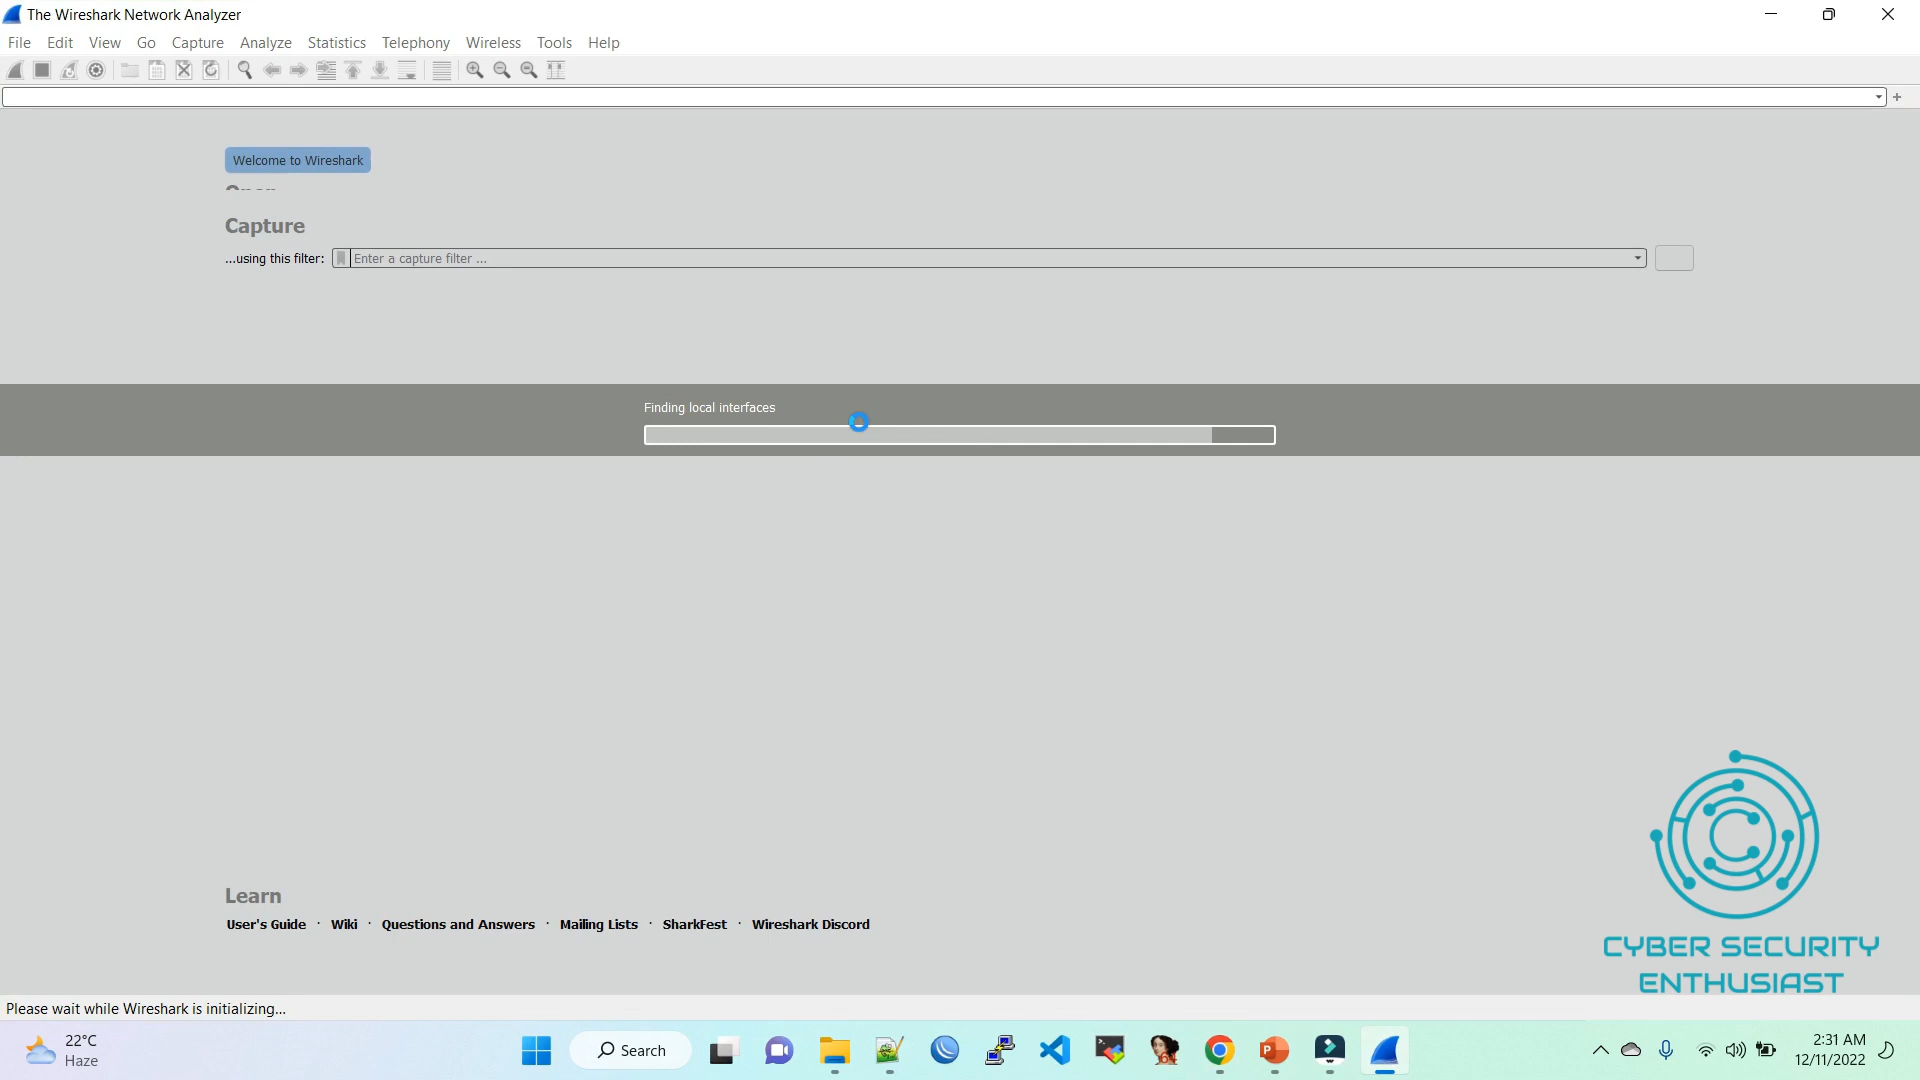 The Wireshark Network Analyzer
File Edit View Go Capture Analyze Statistics Telephony Wireless Tools Help
Welcome to Wireshark
Capture
...using this filter: Enter a capture filter ...
Finding local interfaces
Learn
User's Guide · Wiki · Questions and Answers · Mailing Lists · SharkFest · Wireshark Discord
CYBER SECURITY
ENTHUSIAST
Please wait while Wireshark is initializing...
22°C
Haze
Search
2:31 AM
12/11/2022